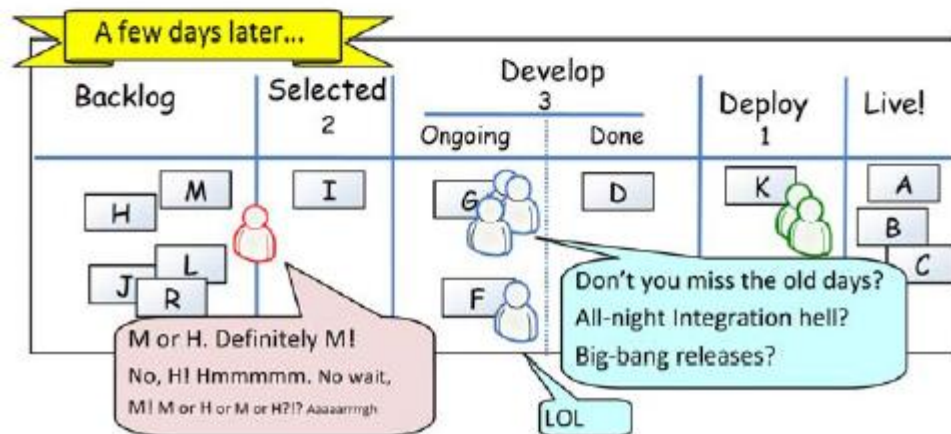 A few days later...
Backlog
Selected
2
Develop
3
Ongoing
Done
Deploy
1
Live!
H
M
J
L
R
I
G
F
D
K
A
B
C
M or H. Definitely M!
No, H! Hmmmmm. No wait,
M! M or H or M or H?!? Aaaaarrrrgh
Don't you miss the old days?
All-night Integration hell?
Big-bang releases?
LOL